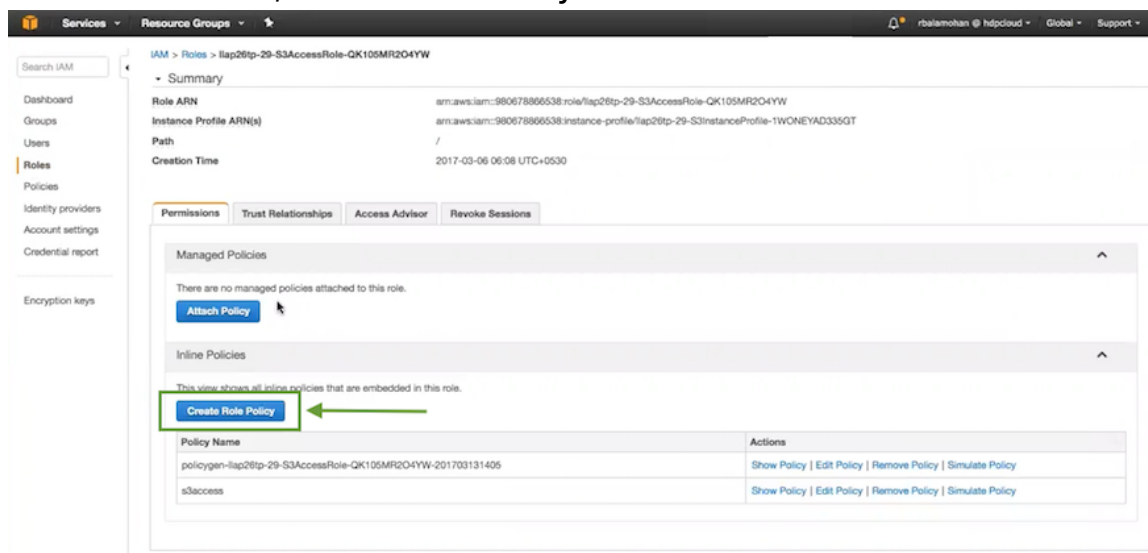 Services
Resource Groups
rbalamohan @ hdpcloud
Global
Support
Search IAM
Dashboard
Groups
Users
Roles
Policies
Identity providers
Account settings
Credential report
Encryption keys
IAM > Roles > llap26tp-29-S3AccessRole-QK105MR2O4YW
Summary
Role ARN arn:aws:iam::980678866538:role/llap26tp-29-S3AccessRole-QK105MR2O4YW
Instance Profile ARN(s) arn:aws:iam::980678866538:instance-profile/llap26tp-29-S3InstanceProfile-1WONEYAD335GT
Path /
Creation Time 2017-03-06 06:08 UTC+0530
Permissions Trust Relationships Access Advisor Revoke Sessions
Managed Policies
There are no managed policies attached to this role.
Attach Policy
Inline Policies
This view shows all inline policies that are embedded in this role.
Create Role Policy
Policy Name Actions
policygen-llap26tp-29-S3AccessRole-QK105MR2O4YW-201703131405 Show Policy | Edit Policy | Remove Policy | Simulate Policy
s3access Show Policy | Edit Policy | Remove Policy | Simulate Policy